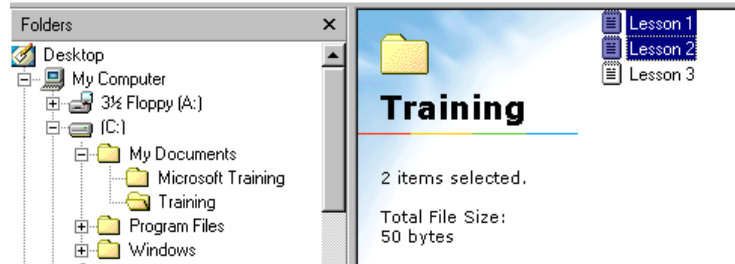 Folders
Desktop
My Computer
3½ Floppy (A:)
(C:)
My Documents
Microsoft Training
Training
Program Files
Windows
Training
2 items selected.
Total File Size:
50 bytes
Lesson 1
Lesson 2
Lesson 3